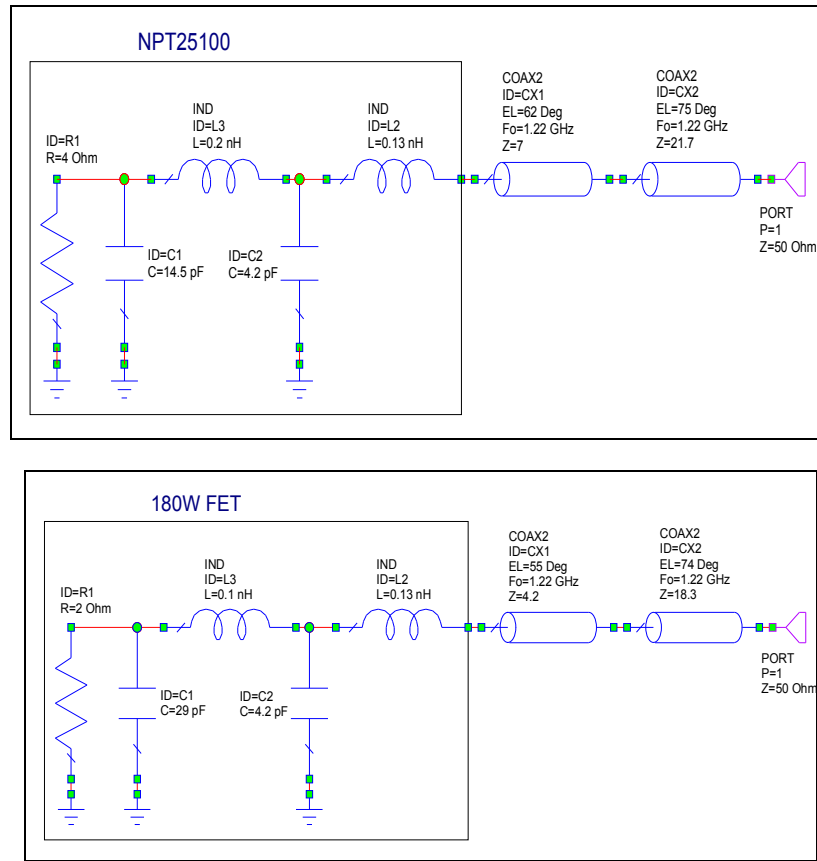 NPT25100
IND
ID=L3
L=0.2 nH
IND
ID=L2
L=0.13 nH
COAX2
ID=CX1
EL=62 Deg
Fo=1.22 GHz
Z=7
COAX2
ID=CX2
EL=75 Deg
Fo=1.22 GHz
Z=21.7
ID=R1
R=4 Ohm
ID=C1
C=14.5 pF
ID=C2
C=4.2 pF
PORT
P=1
Z=50 Ohm
180W FET
IND
ID=L3
L=0.1 nH
IND
ID=L2
L=0.13 nH
COAX2
ID=CX1
EL=55 Deg
Fo=1.22 GHz
Z=4.2
COAX2
ID=CX2
EL=74 Deg
Fo=1.22 GHz
Z=18.3
ID=R1
R=2 Ohm
ID=C1
C=29 pF
ID=C2
C=4.2 pF
PORT
P=1
Z=50 Ohm